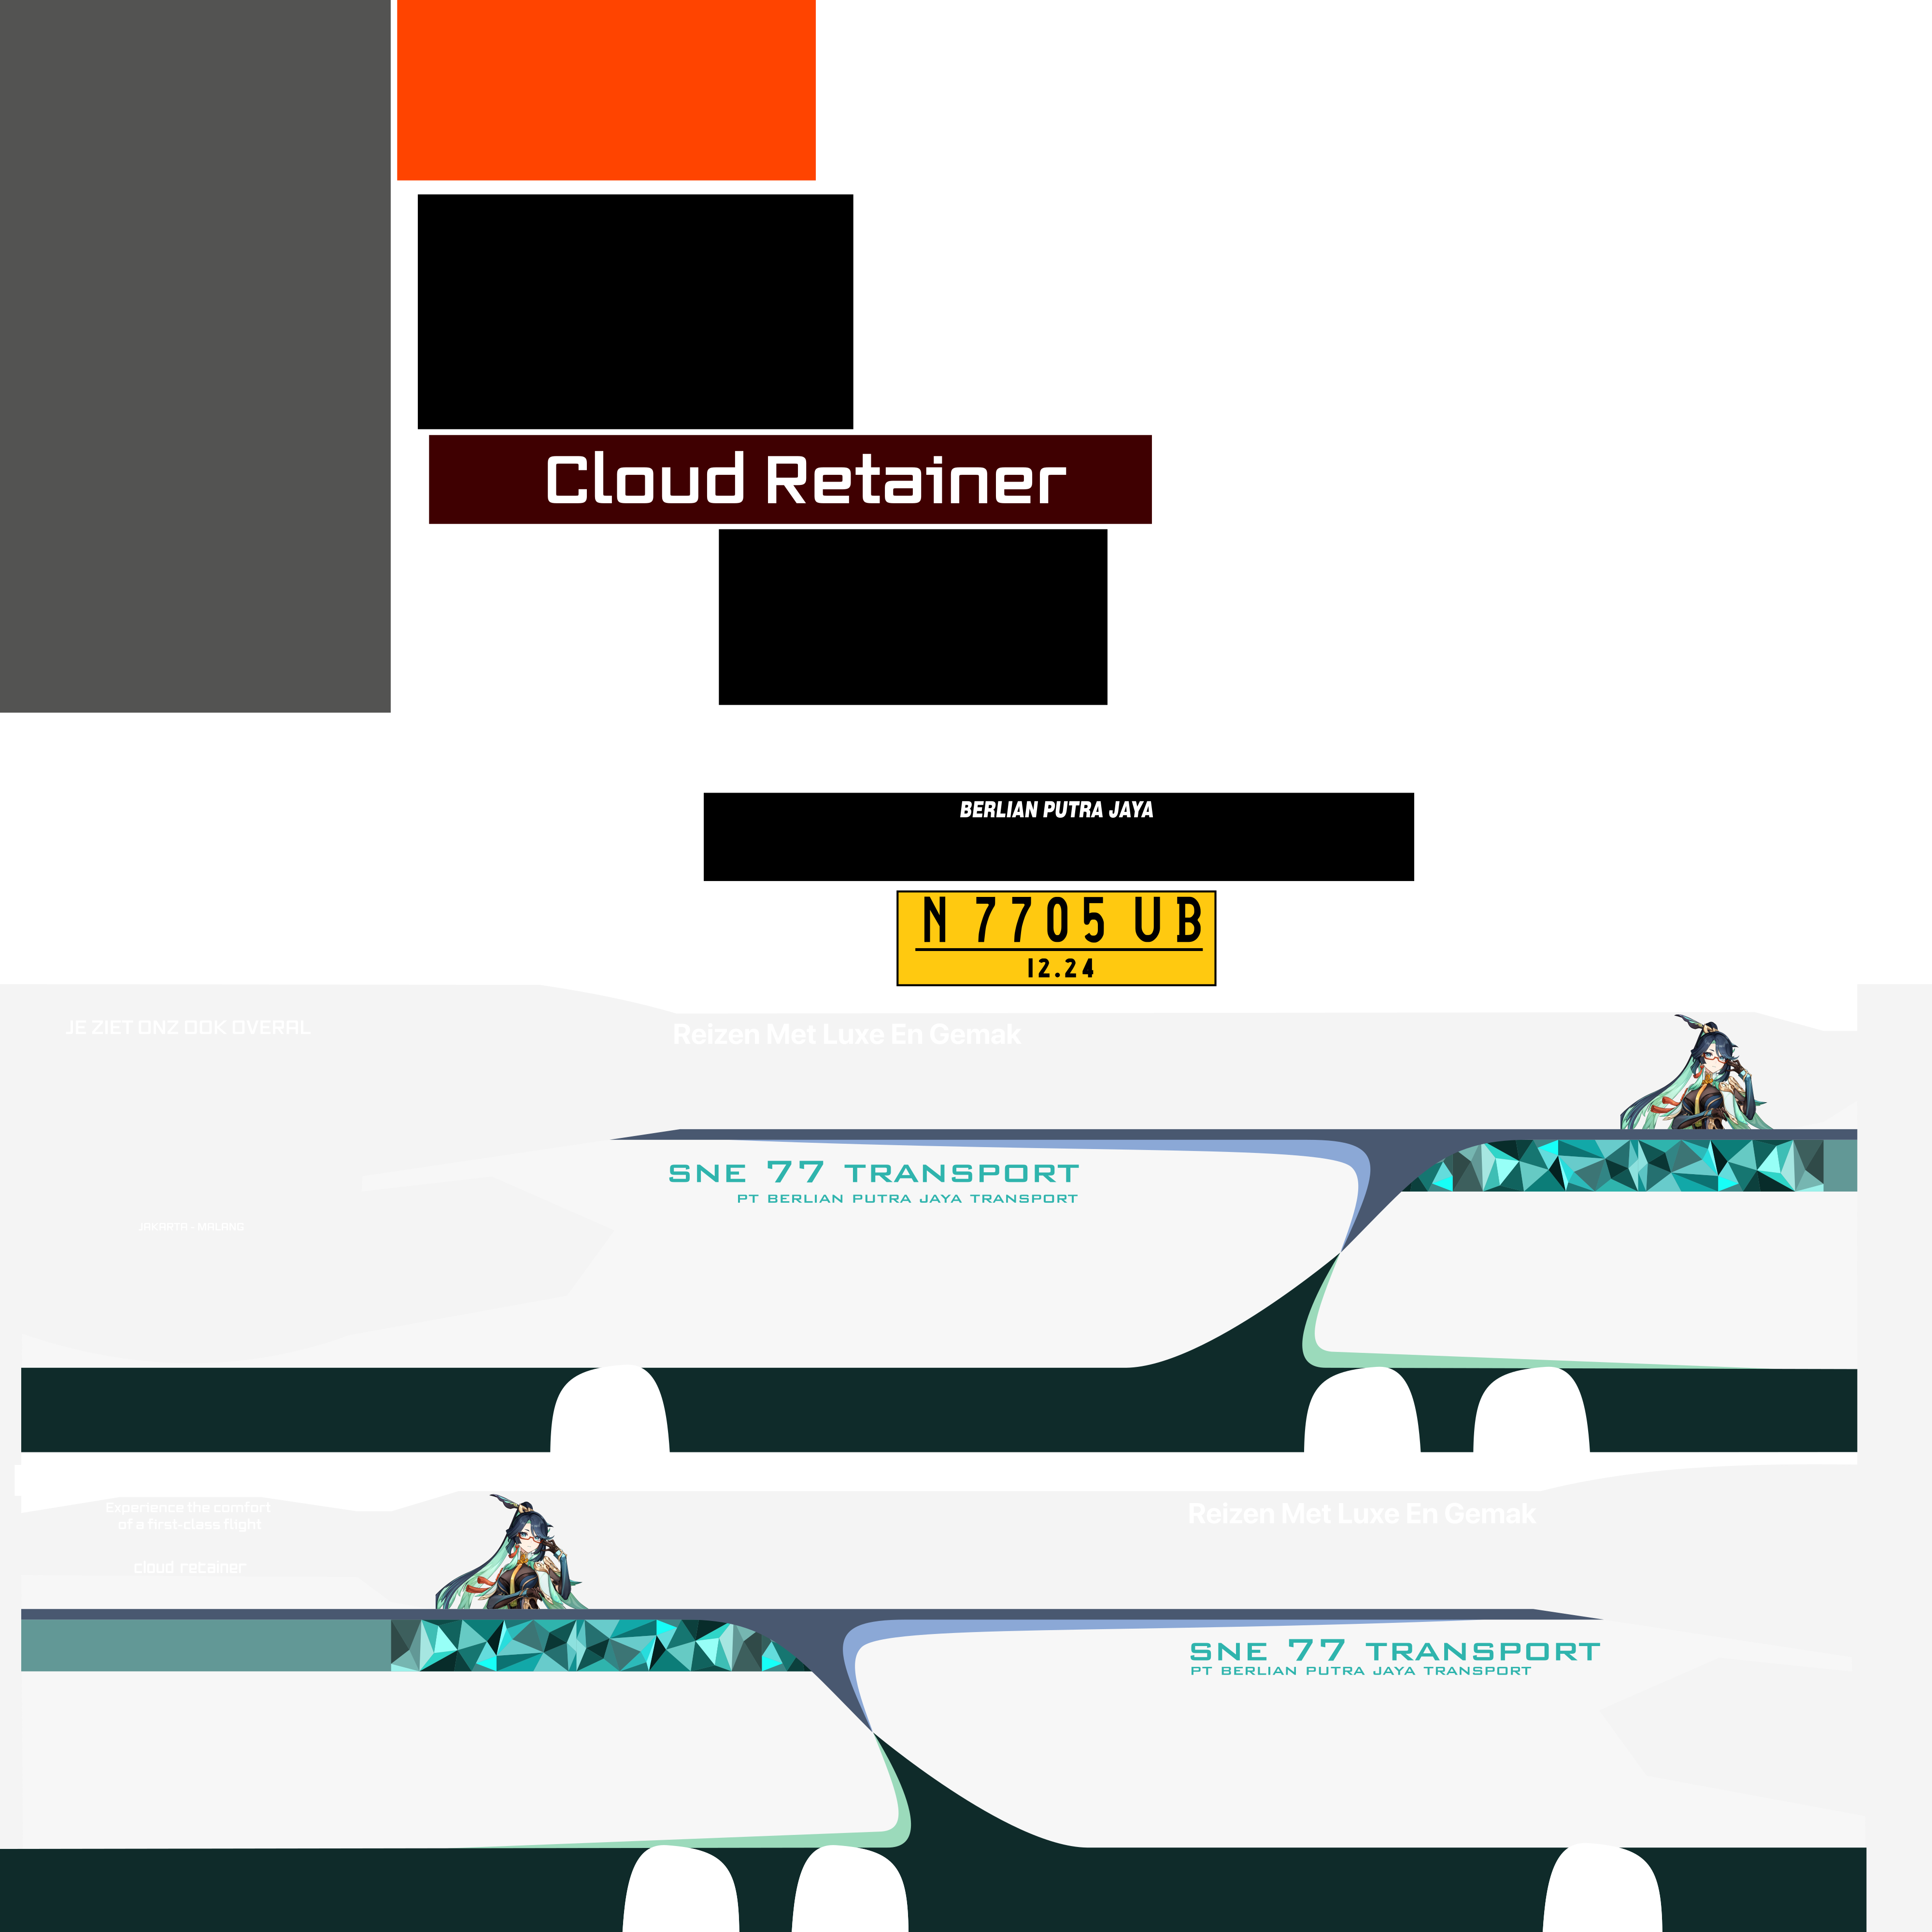 Cloud Retainer
BERLIAN PUTRA JAYA
N 7705 UB
12.24
JE ZIET ONZ OOK OVERAL
Reizen Met Luxe En Gemak
SNE 77 TRANSPORT
PT BERLIAN PUTRA JAYA TRANSPORT
JAKARTA - MALANG
Experience the comfort
of a first-class flight
Reizen Met Luxe En Gemak
cloud retainer
SNE 77 TRANSPORT
PT BERLIAN PUTRA JAYA TRANSPORT